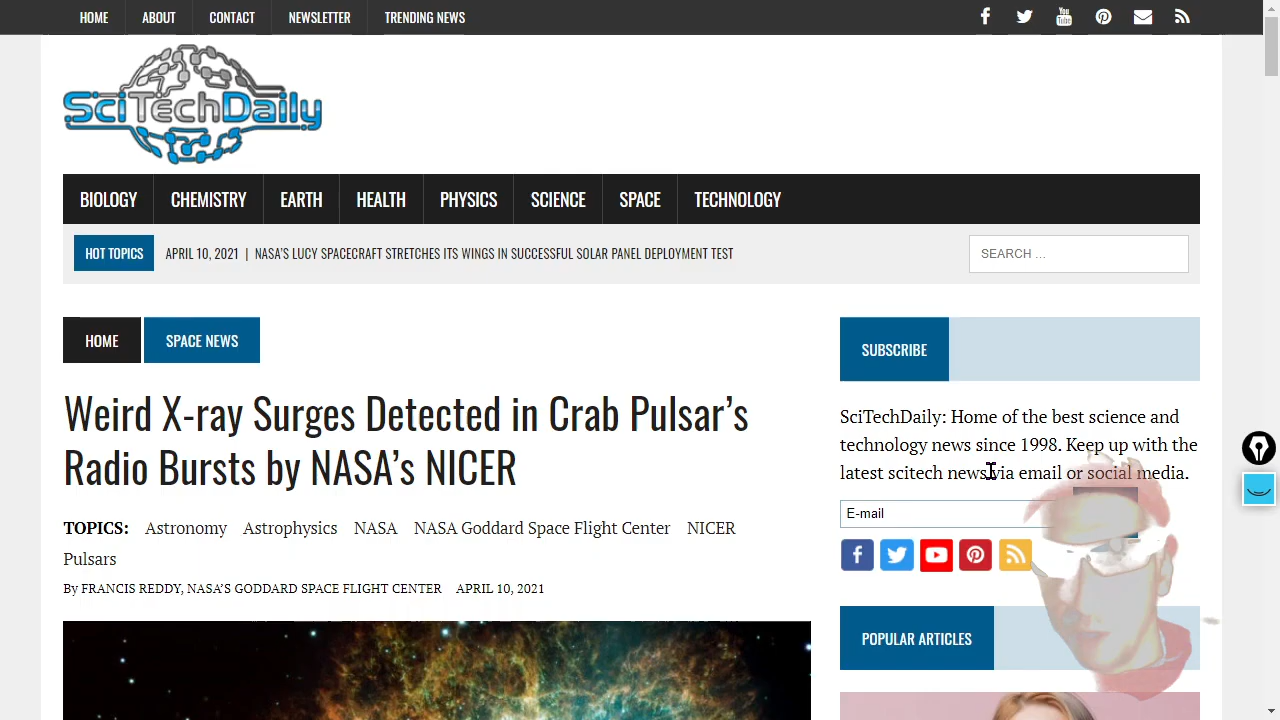 HOME ABOUT CONTACT NEWSLETTER TRENDING NEWS
You Tube
SciTechDaily
BIOLOGY CHEMISTRY EARTH HEALTH PHYSICS SCIENCE SPACE TECHNOLOGY
HOT TOPICS APRIL 10, 2021 | NASA'S LUCY SPACECRAFT STRETCHES ITS WINGS IN SUCCESSFUL SOLAR PANEL DEPLOYMENT TEST SEARCH ...
HOME SPACE NEWS
Weird X-ray Surges Detected in Crab Pulsar’s
Radio Bursts by NASA’s NICER
TOPICS: Astronomy Astrophysics NASA NASA Goddard Space Flight Center NICER
Pulsars
By FRANCIS REDDY, NASA'S GODDARD SPACE FLIGHT CENTER APRIL 10, 2021
SUBSCRIBE
SciTechDaily: Home of the best science and
technology news since 1998. Keep up with the
latest scitech news via email or social media.
E-mail
POPULAR ARTICLES